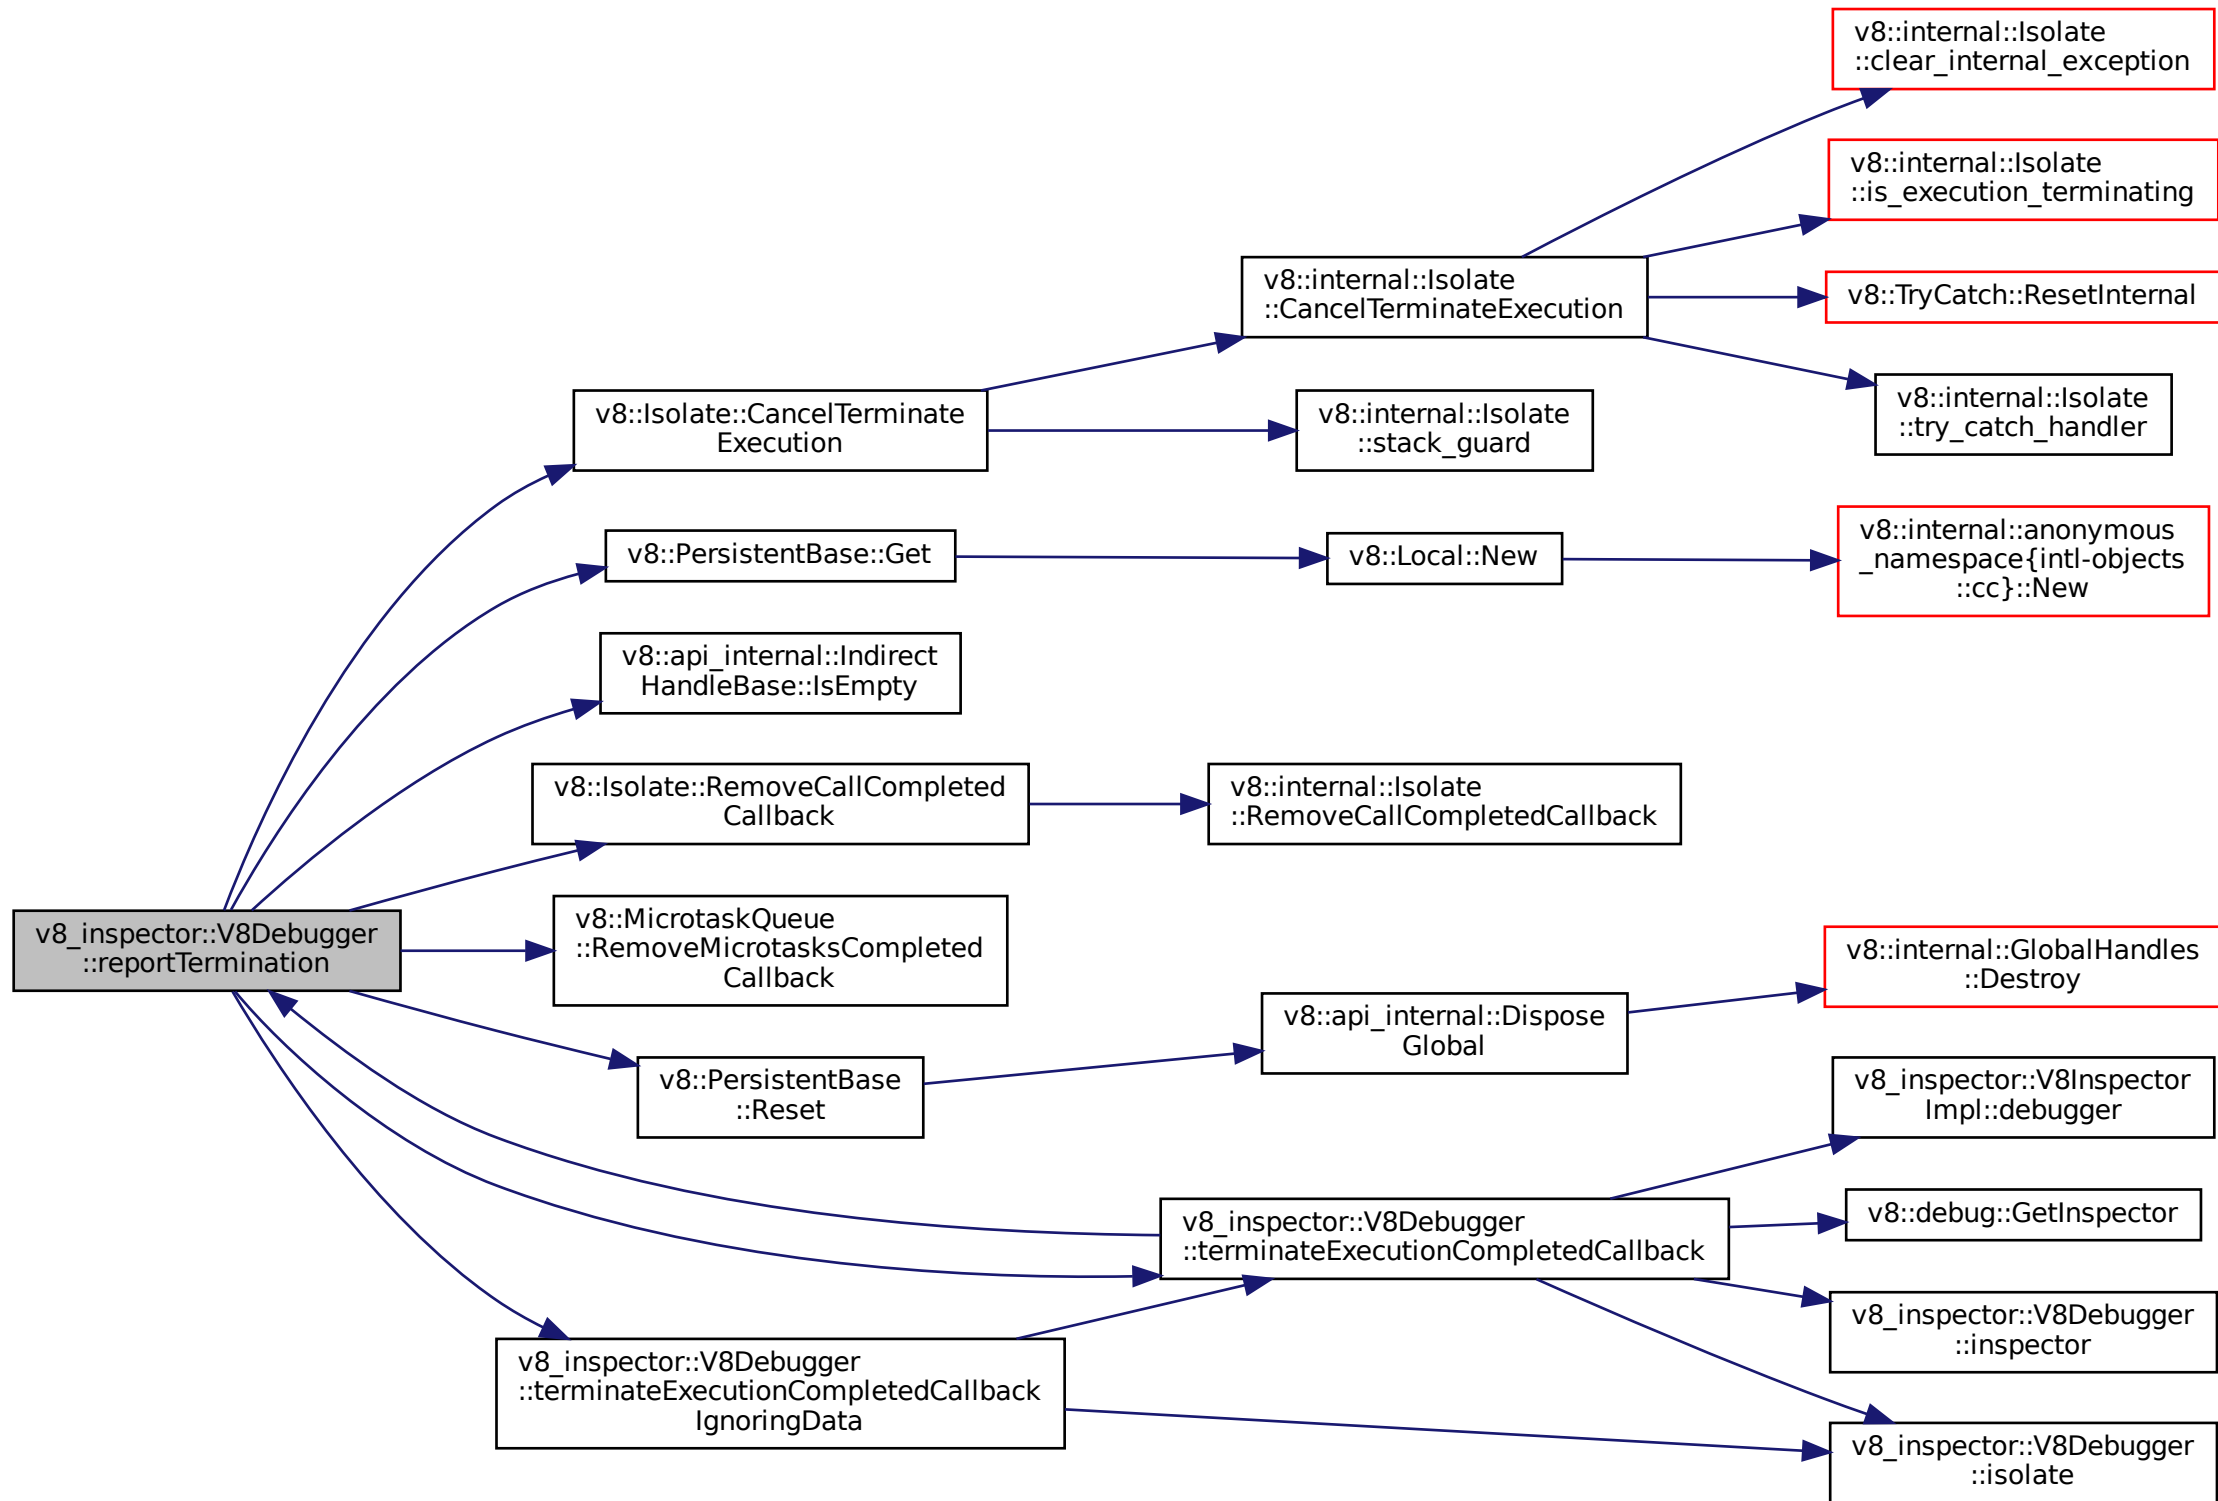 v8::internal::Isolate
::clear_internal_exception
v8::internal::Isolate
::is_execution_terminating
v8::internal::Isolate
::CancelTerminateExecution
v8::TryCatch::ResetInternal
v8::internal::Isolate
::try_catch_handler
v8::Isolate::CancelTerminate
Execution
v8::internal::Isolate
::stack_guard
v8::PersistentBase::Get
v8::Local::New
v8::internal::anonymous
_namespace{intl-objects
::cc}::New
v8::api_internal::Indirect
HandleBase::IsEmpty
v8::Isolate::RemoveCallCompleted
Callback
v8::internal::Isolate
::RemoveCallCompletedCallback
v8_inspector::V8Debugger
::reportTermination
v8::MicrotaskQueue
::RemoveMicrotasksCompleted
Callback
v8::internal::GlobalHandles
::Destroy
v8::api_internal::Dispose
Global
v8::PersistentBase
::Reset
v8_inspector::V8Inspector
Impl::debugger
v8::debug::GetInspector
v8_inspector::V8Debugger
::terminateExecutionCompletedCallback
v8_inspector::V8Debugger
::inspector
v8_inspector::V8Debugger
::terminateExecutionCompletedCallback
IgnoringData
v8_inspector::V8Debugger
::isolate